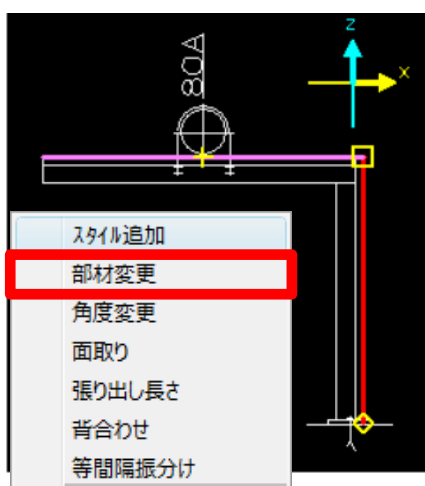 z
x
80A
ｽﾀｲﾙ追加
部材変更
角度変更
面取り
張り出し長さ
背合わせ
等間隔振分け